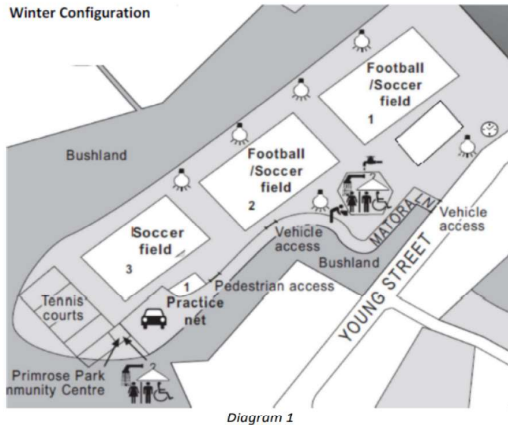 Winter Configuration
Football
/Soccer
field
1
Bushland
Football
/Soccer
field
2
Soccer
field
3
Vehicle
access
MATORA LN
Vehicle
access
Bushland
YOUNG STREET
1
Pedestrian access
Practice
net
Tennis
courts
Primrose Park
mmunity Centre
Diagram 1